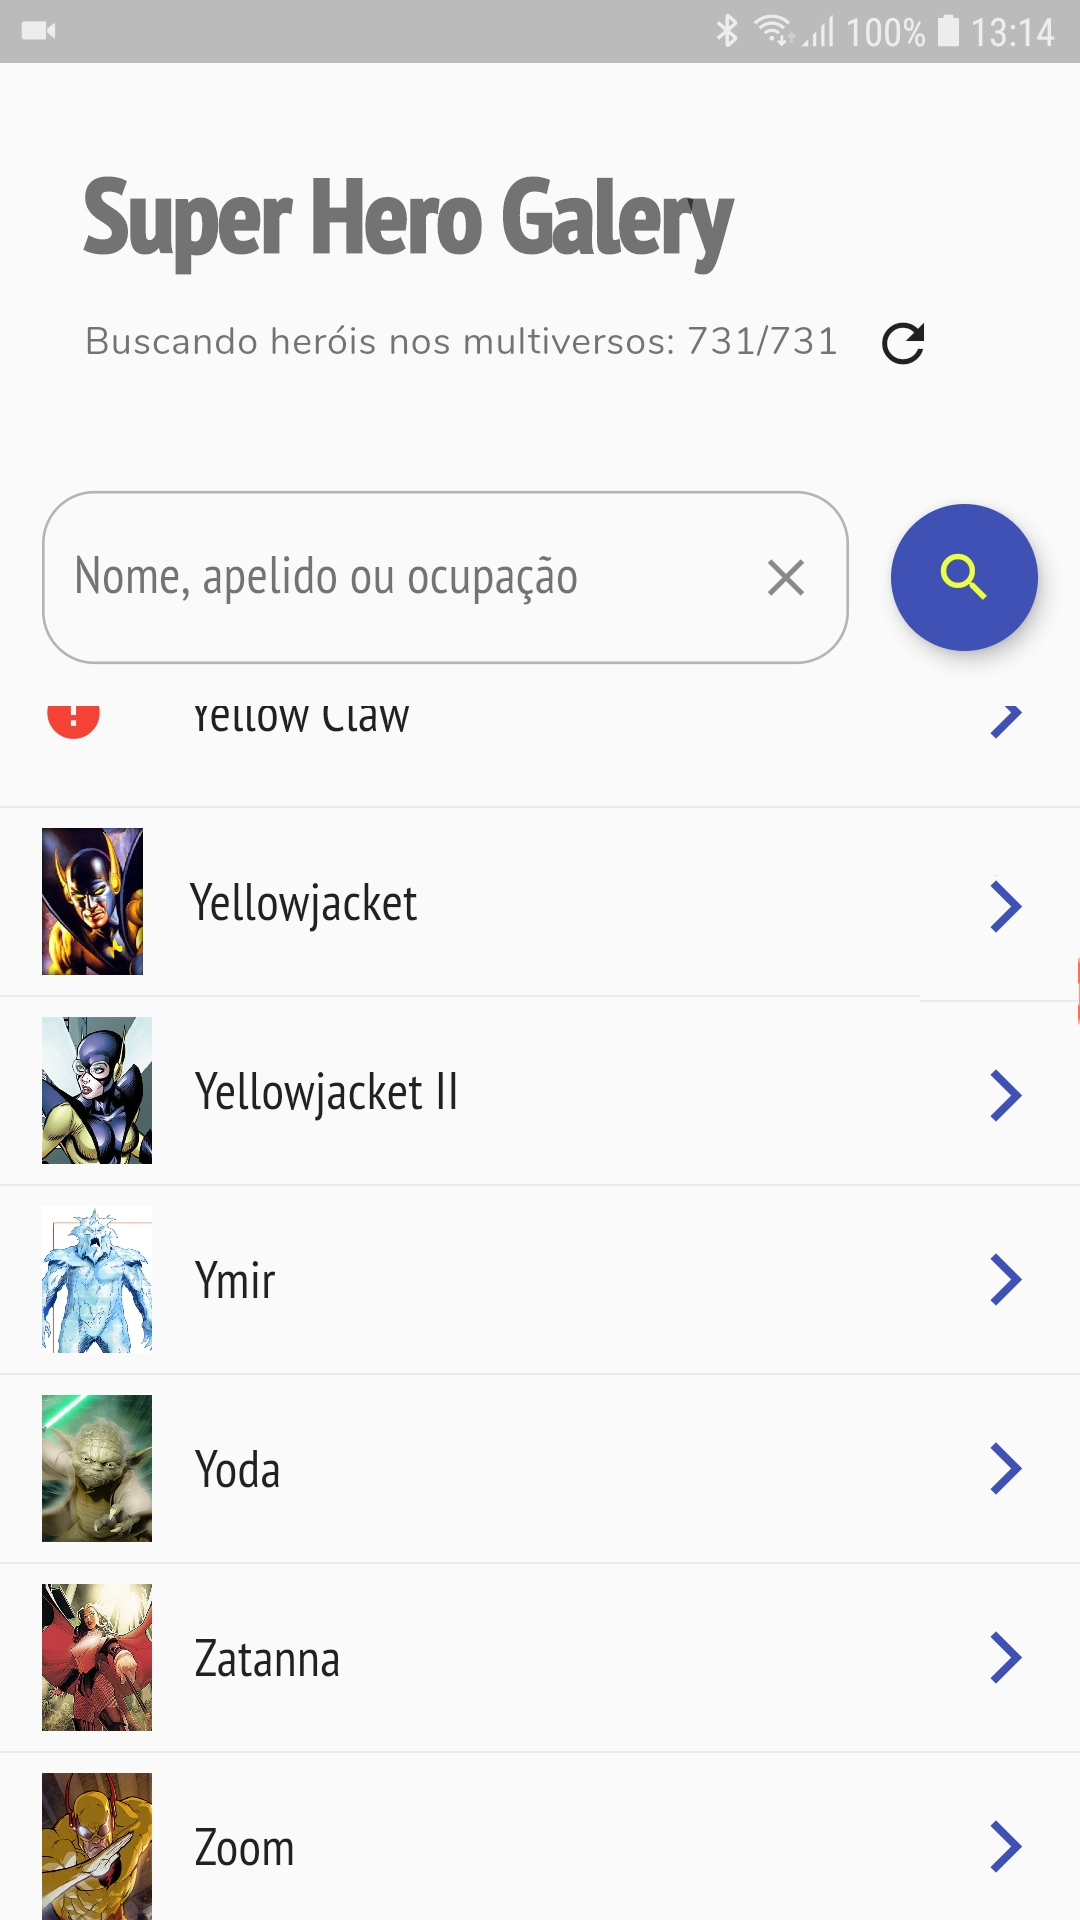 100% 13:14
Super Hero Galery
Buscando heróis nos multiversos: 731/731
Nome, apelido ou ocupação
Yellow Claw
Yellowjacket
Yellowjacket II
Ymir
Yoda
Zatanna
Zoom